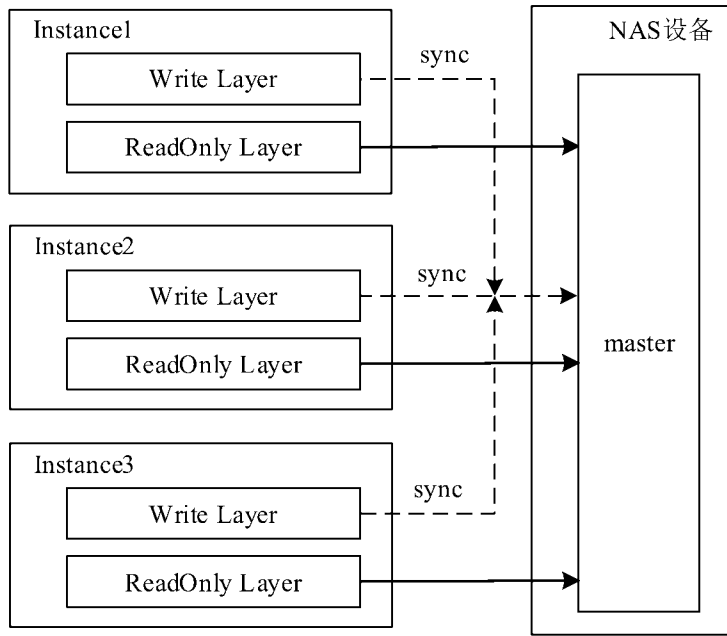 Instance1
Write Layer
sync
ReadOnly Layer
Instance2
Write Layer
sync
ReadOnly Layer
Instance3
Write Layer
sync
ReadOnly Layer
NAS设备
master